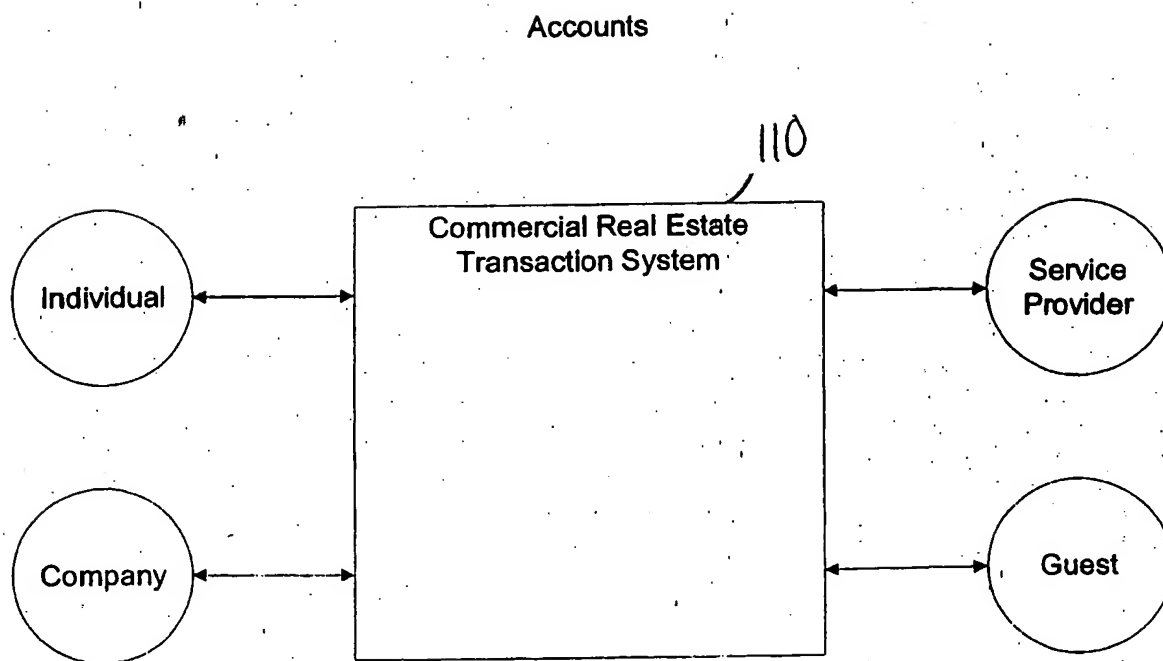 Accounts
110
Commercial Real Estate
Transaction System
Individual
Service
Provider
Company
Guest